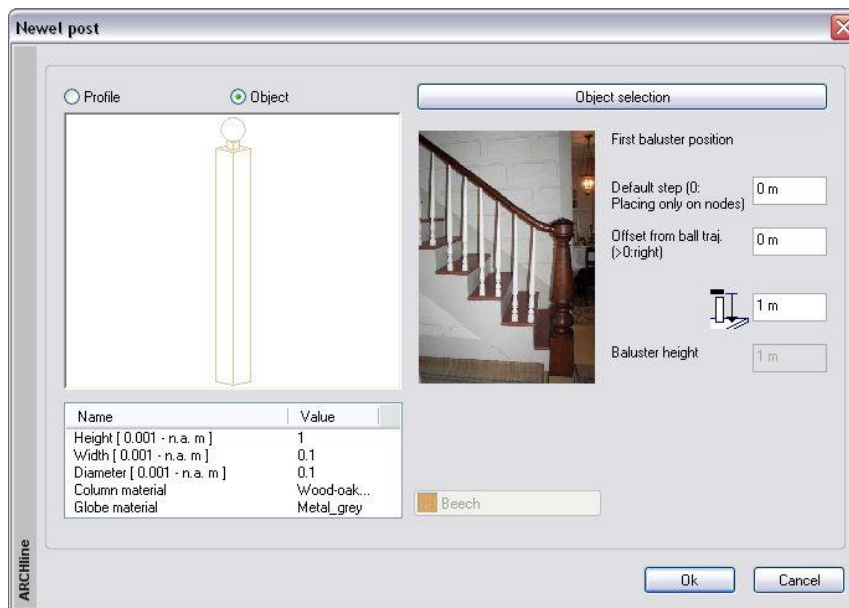 Newel post
Profile
Object
Object selection
First baluster position
Default step (0:
Placing only on nodes)
0 m
Offset from ball traj.
(>0:right)
0 m
1 m
Baluster height
1 m
Name Value
Height [ 0.001 - n.a. m ] 1
Width [ 0.001 - n.a. m ] 0.1
Diameter [ 0.001 - n.a. m ] 0.1
Column material Wood-oak...
Globe material Metal_grey
Beech
ARCHline
Ok
Cancel